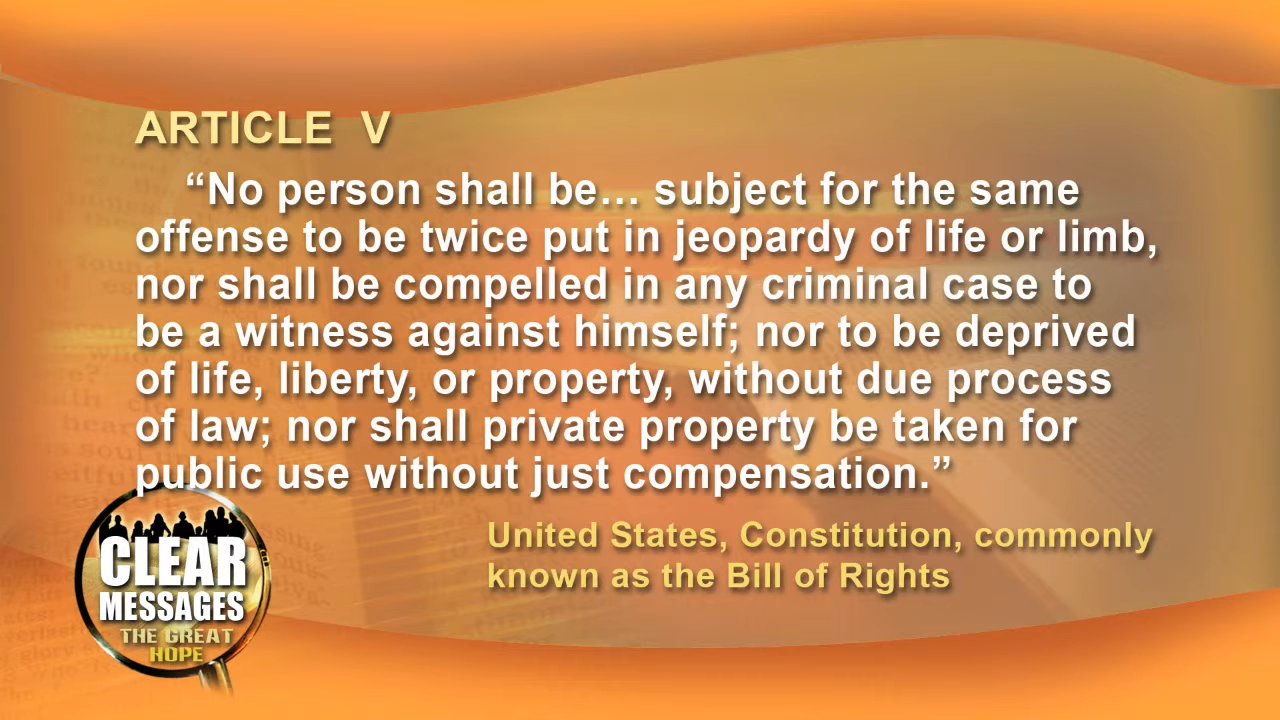 ARTICLE V
“No person shall be... subject for the same
offense to be twice put in jeopardy of life or limb,
nor shall be compelled in any criminal case to
be a witness against himself; nor to be deprived
of life, liberty, or property, without due process
of law; nor shall private property be taken for
public use without just compensation.”
United States, Constitution, commonly
known as the Bill of Rights
CLEAR
MESSAGES
THE GREAT
HOPE